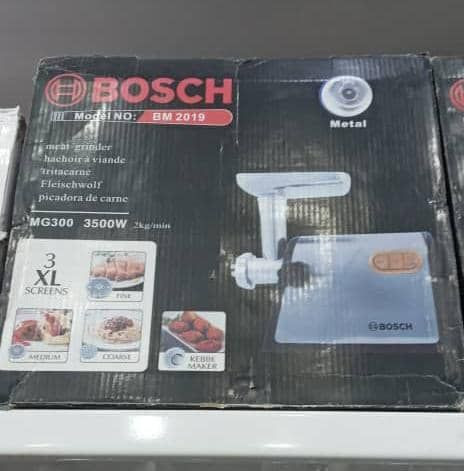 BOSCH
Model NO: BM 2019
Metal
meat-grinder
hachoir à viande
tritacarne
Fleischwolf
picadora de carne
MG300 3500W 2kg/min
3
XL
SCREENS
FINE
MEDIUM
COARSE
KEBBE
MAKER
BOSCH